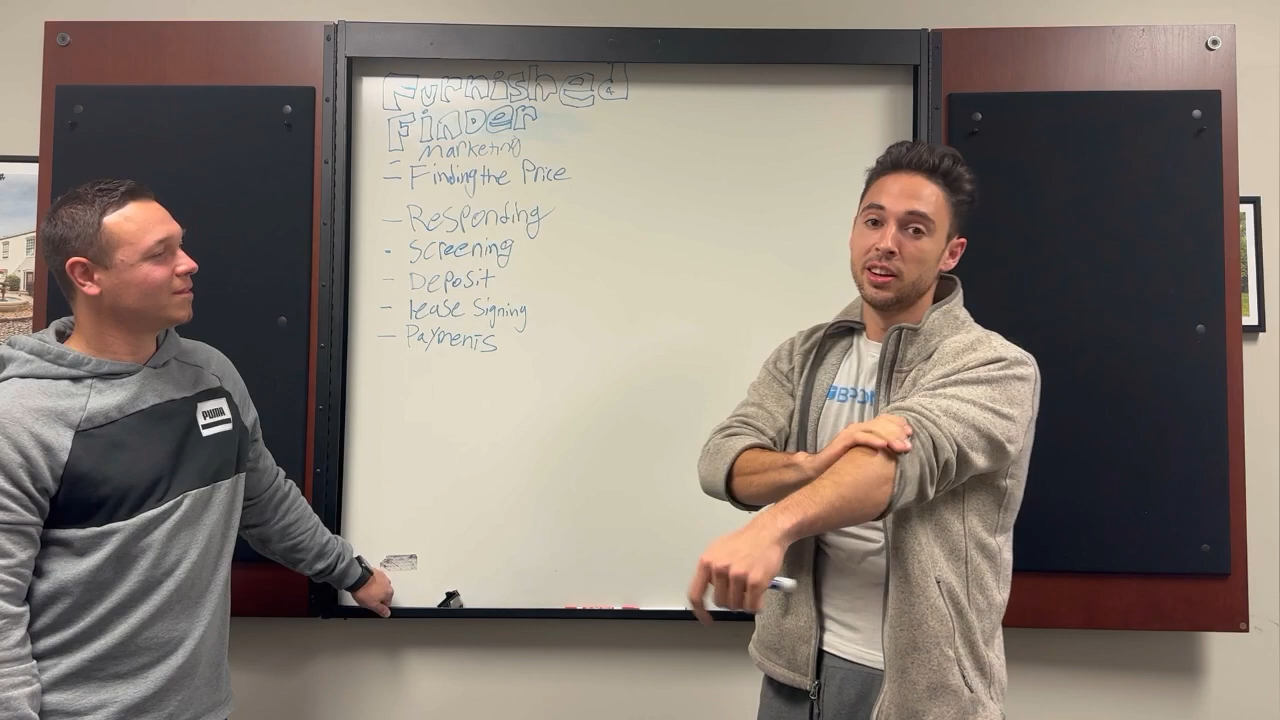 Furnished
Finder
Marketing
- Finding the Price
- Responding
- Screening
- Deposit
- Lease Signing
- Payments
PUMA